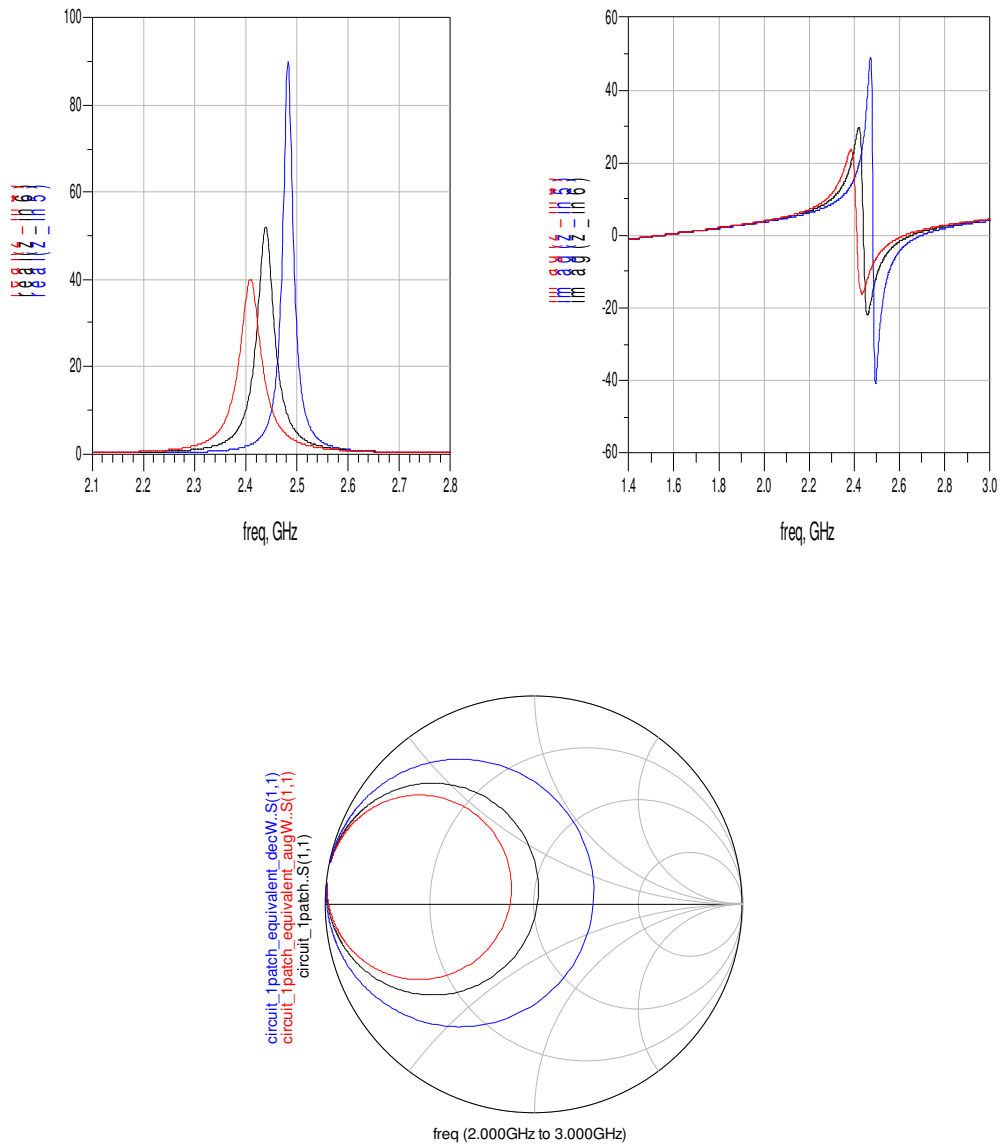 100
80
60
40
20
0
2.1 2.2 2.3 2.4 2.5 2.6 2.7 2.8
freq, GHz
60
40
20
0
-20
-40
-60
1.4 1.6 1.8 2.0 2.2 2.4 2.6 2.8 3.0
freq, GHz
circuit_1patch_equivalent_decW..S(1,1)
circuit_1patch_equivalent_augW..S(1,1)
circuit_1patch..S(1,1)
freq (2.000GHz to 3.000GHz)